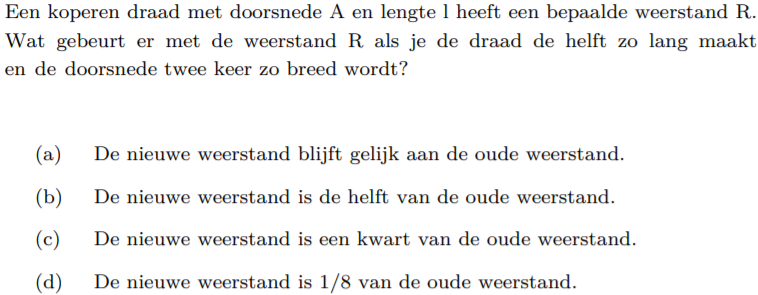 Een koperen draad met doorsnede A en lengte l heeft een bepaalde weerstand R.
Wat gebeurt er met de weerstand R als je de draad de helft zo lang maakt
en de doorsnede twee keer zo breed wordt?
(a) De nieuwe weerstand blijft gelijk aan de oude weerstand.
(b) De nieuwe weerstand is de helft van de oude weerstand.
(c) De nieuwe weerstand is een kwart van de oude weerstand.
(d) De nieuwe weerstand is 1/8 van de oude weerstand.